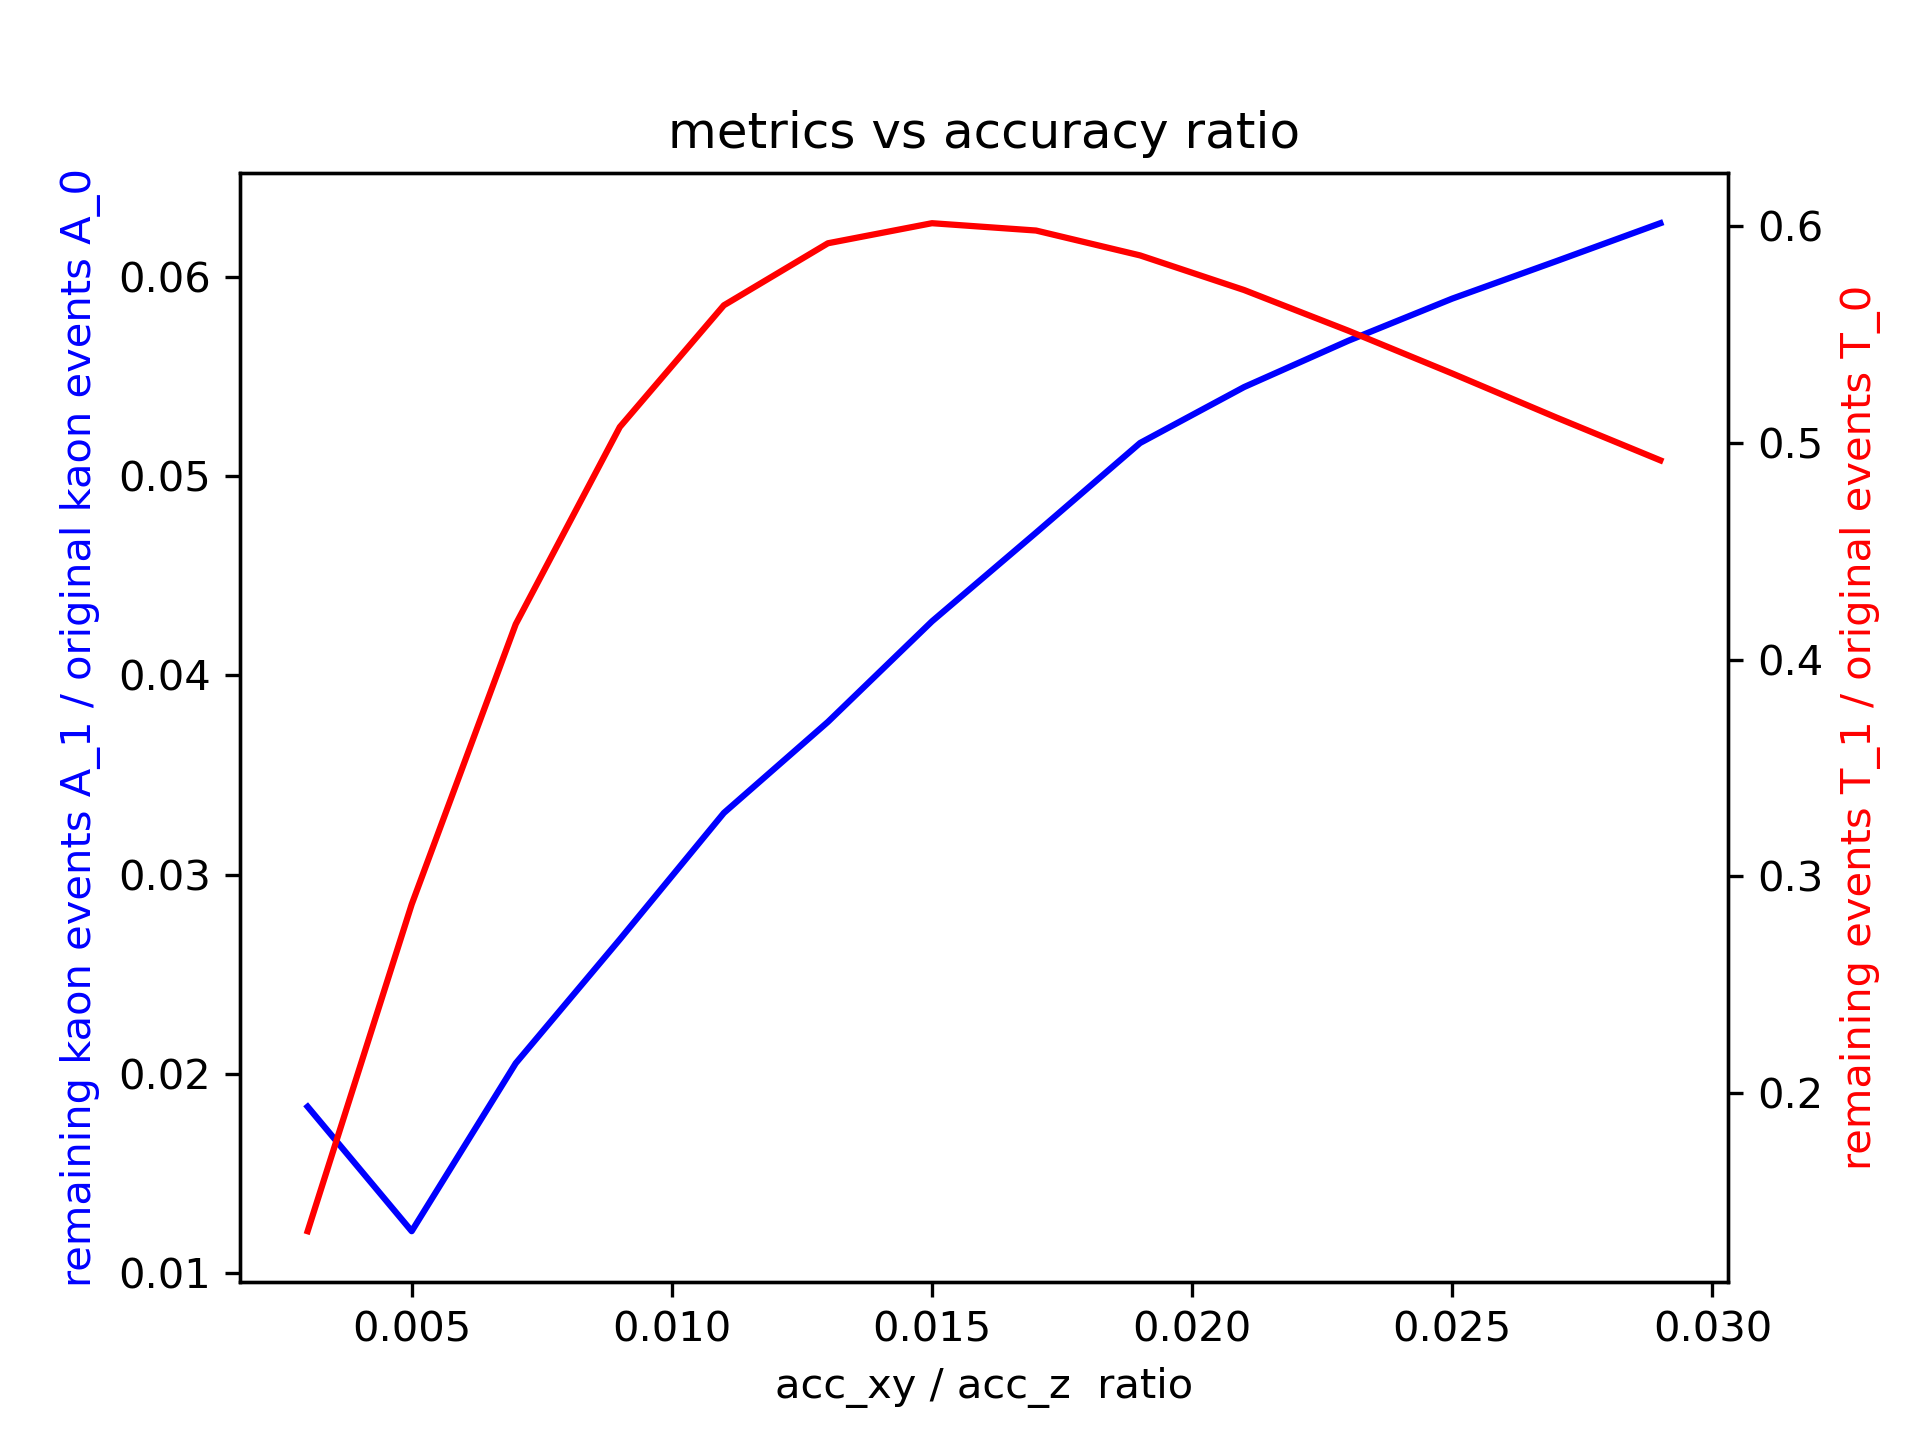 metrics vs accuracy ratio
remaining kaon events A_1 / original kaon events A_0
0.06
0.05
0.04
0.03
0.02
0.01
0.6
0.5
0.4
0.3
0.2
remaining events T_1 / original events T_0
0.005 0.010 0.015 0.020 0.025 0.030
acc_xy / acc_z  ratio